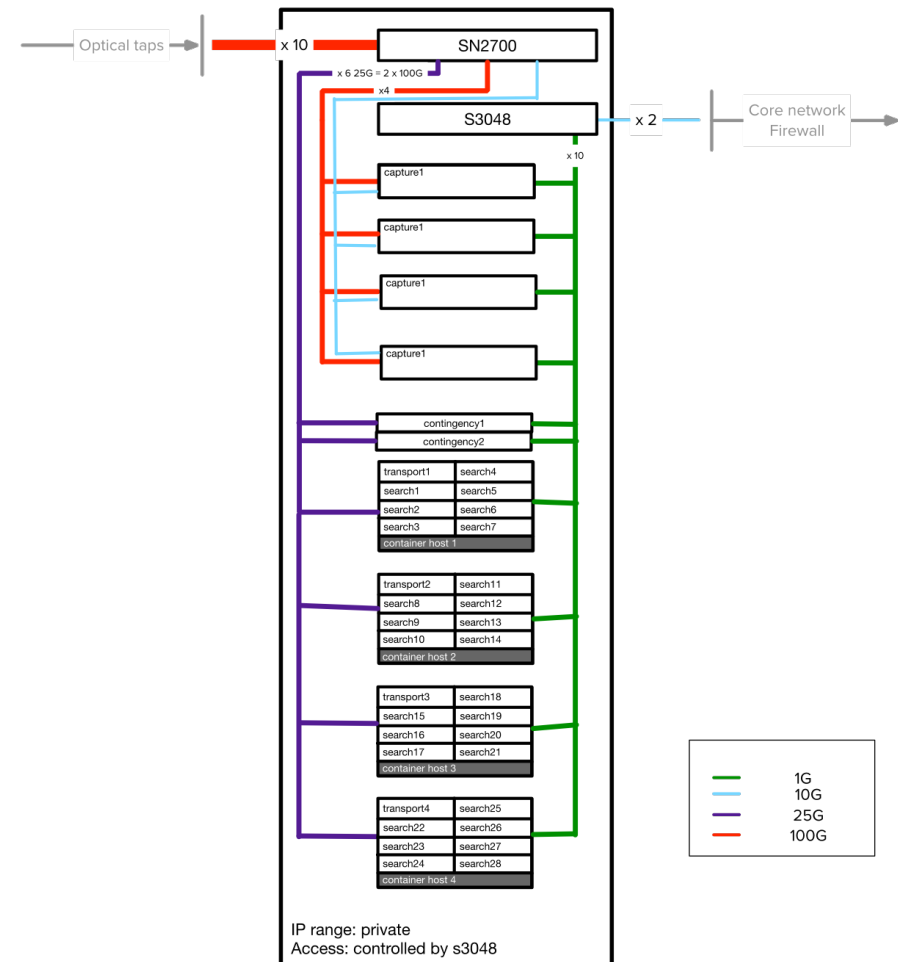 Optical taps
x 10
SN2700
x 6 25G = 2 x 100G
x4
S3048
x 2
Core network
Firewall
x 10
capture1
capture1
capture1
capture1
contingency1
contingency2
transport1 search4
search1 search5
search2 search6
search3 search7
container host 1
transport2 search11
search8 search12
search9 search13
search10 search14
container host 2
transport3 search18
search15 search19
search16 search20
search17 search21
container host 3
transport4 search25
search22 search26
search23 search27
search24 search28
container host 4
1G
10G
25G
100G
IP range: private
Access: controlled by s3048